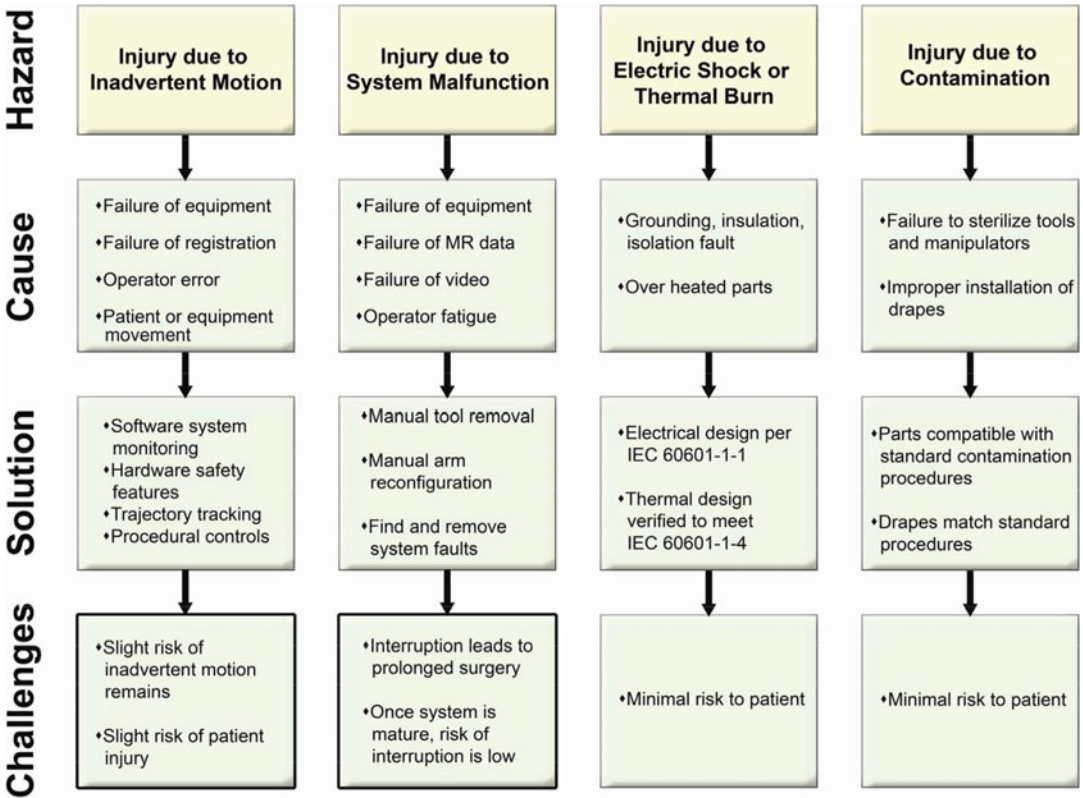 Hazard
Injury due to
Inadvertent Motion
Injury due to
System Malfunction
Injury due to
Electric Shock or
Thermal Burn
Injury due to
Contamination
Cause
♦Failure of equipment
♦Failure of registration
♦Operator error
♦Patient or equipment
movement
♦Failure of equipment
♦Failure of MR data
♦Failure of video
♦Operator fatigue
♦Grounding, insulation,
isolation fault
♦Over heated parts
♦Failure to sterilize tools
and manipulators
♦Improper installation of
drapes
Solution
♦Software system
monitoring
♦Hardware safety
features
♦Trajectory tracking
♦Procedural controls
♦Manual tool removal
♦Manual arm
reconfiguration
♦Find and remove
system faults
♦Electrical design per
IEC 60601-1-1
♦Thermal design
verified to meet
IEC 60601-1-4
♦Parts compatible with
standard contamination
procedures
♦Drapes match standard
procedures
Challenges
♦Slight risk of
inadvertent motion
remains
♦Slight risk of patient
injury
♦Interruption leads to
prolonged surgery
♦Once system is
mature, risk of
interruption is low
♦Minimal risk to patient
♦Minimal risk to patient